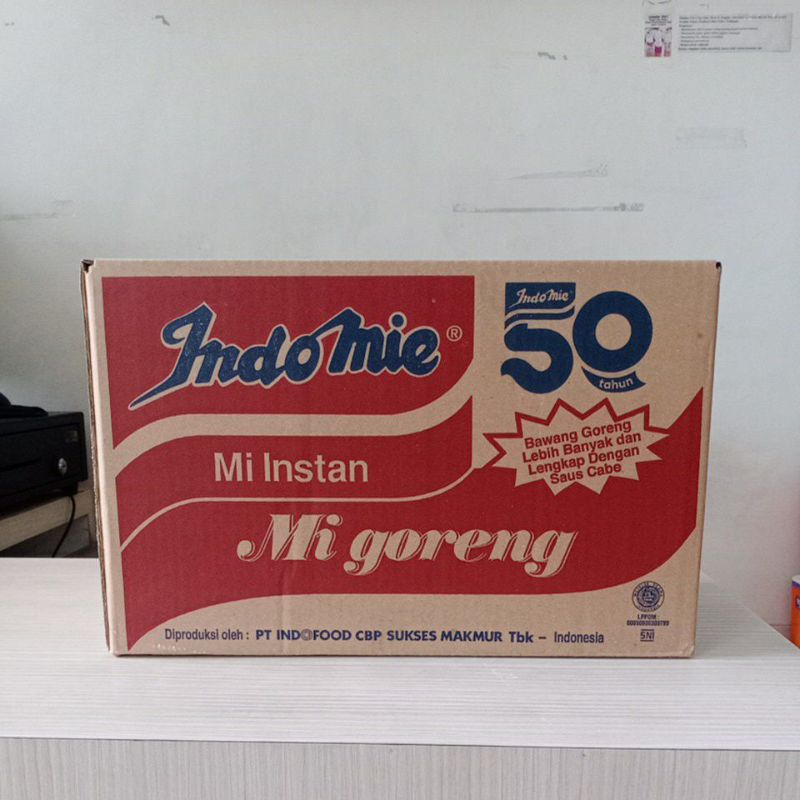 Indomie®
Mi Instan
Mi goreng
Indomie
50
tahun
Bawang Goreng
Lebih Banyak dan
Lengkap Dengan
Saus Cabe
LPPOM :
SNI
Diproduksi oleh : PT INDOFOOD CBP SUKSES MAKMUR Tbk – Indonesia